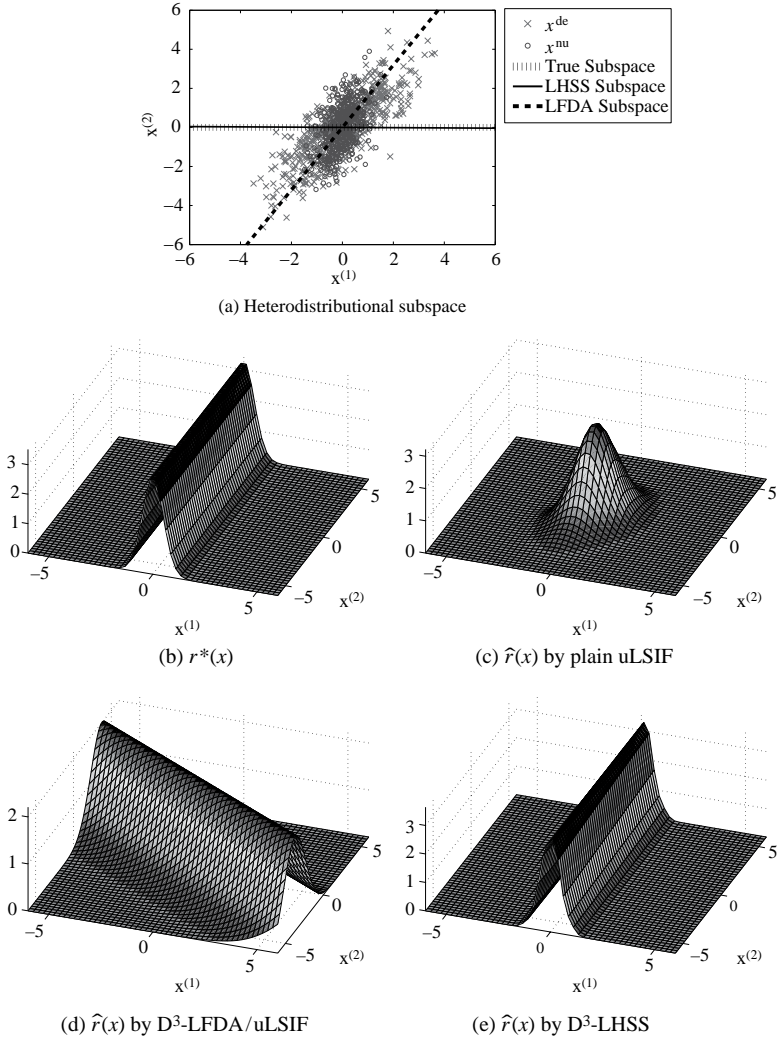 6
4
2
0
−2
−4
−6
x(2)
−6 −4 −2 0 2 4 6
x(1)
x^de
x^nu
True Subspace
LHSS Subspace
LFDA Subspace
(a) Heterodistributional subspace
3
2
1
0
−5
0
5
x(1)
−5
0
5
x(2)
(b) r*(x)
3
2
1
0
−5
0
5
x(1)
−5
0
5
x(2)
(c) r̂(x) by plain uLSIF
2
1
0
−5
0
5
x(1)
−5
0
5
x(2)
(d) r̂(x) by D³-LFDA/uLSIF
3
2
1
0
−5
0
5
x(1)
−5
0
5
x(2)
(e) r̂(x) by D³-LHSS